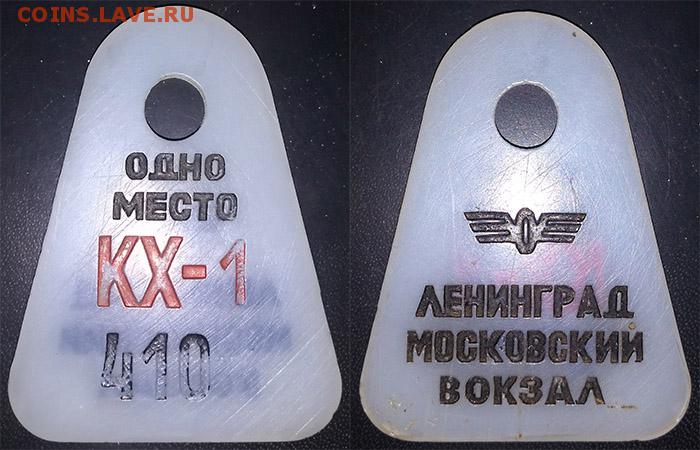 COINS.LAVE.RU
ОДНО
МЕСТО
КХ-1
410
ЛЕНИНГРАД
МОСКОВСКИЙ
ВОКЗАЛ